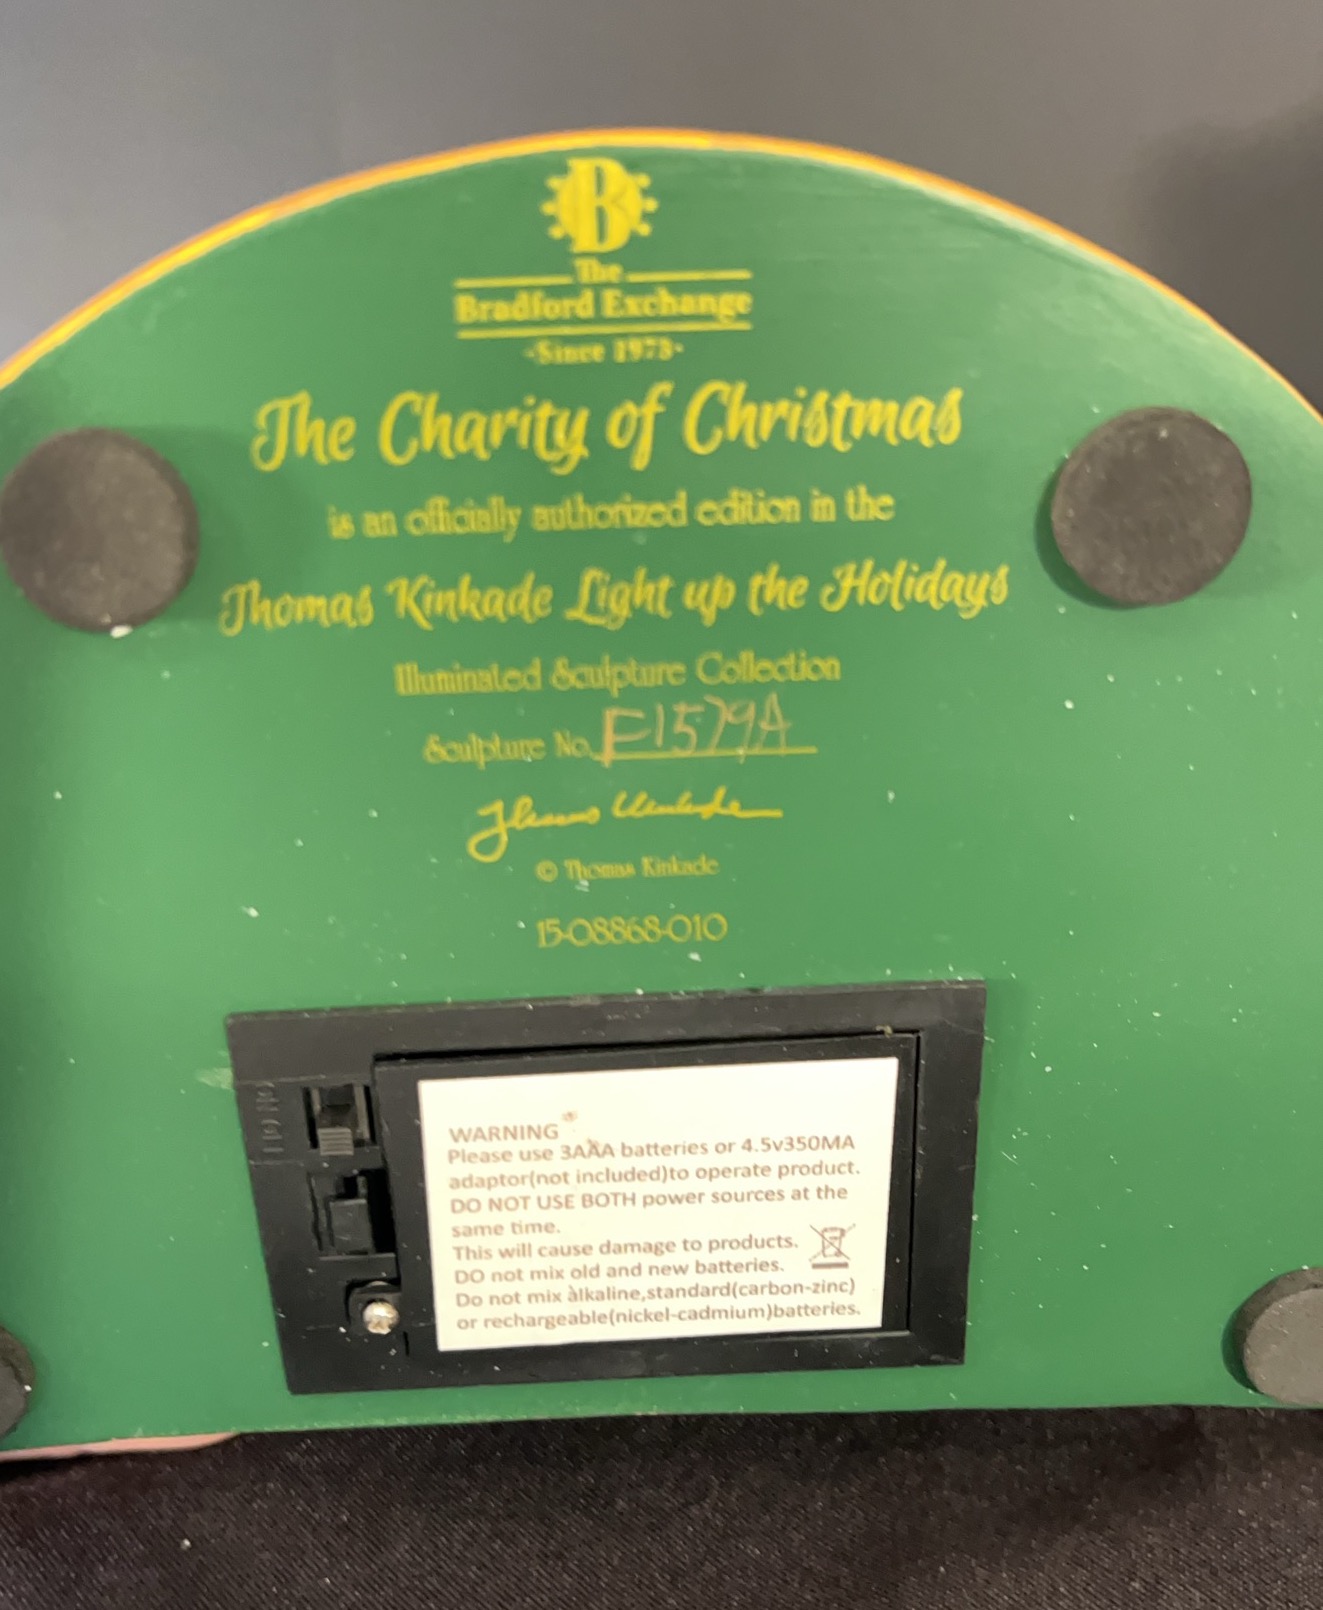 B
The
Bradford Exchange
·Since 1973·
The Charity of Christmas
is an officially authorized edition in the
Thomas Kinkade Light up the Holidays
Illuminated Sculpture Collection
Sculpture No. E1579A
Thomas Kinkade
© Thomas Kinkade
15-08868-010
WARNING
Please use 3AAA batteries or 4.5v350MA
adaptor(not included)to operate product.
DO NOT USE BOTH power sources at the
same time.
This will cause damage to products.
DO not mix old and new batteries.
Do not mix alkaline,standard(carbon-zinc)
or rechargeable(nickel-cadmium)batteries.